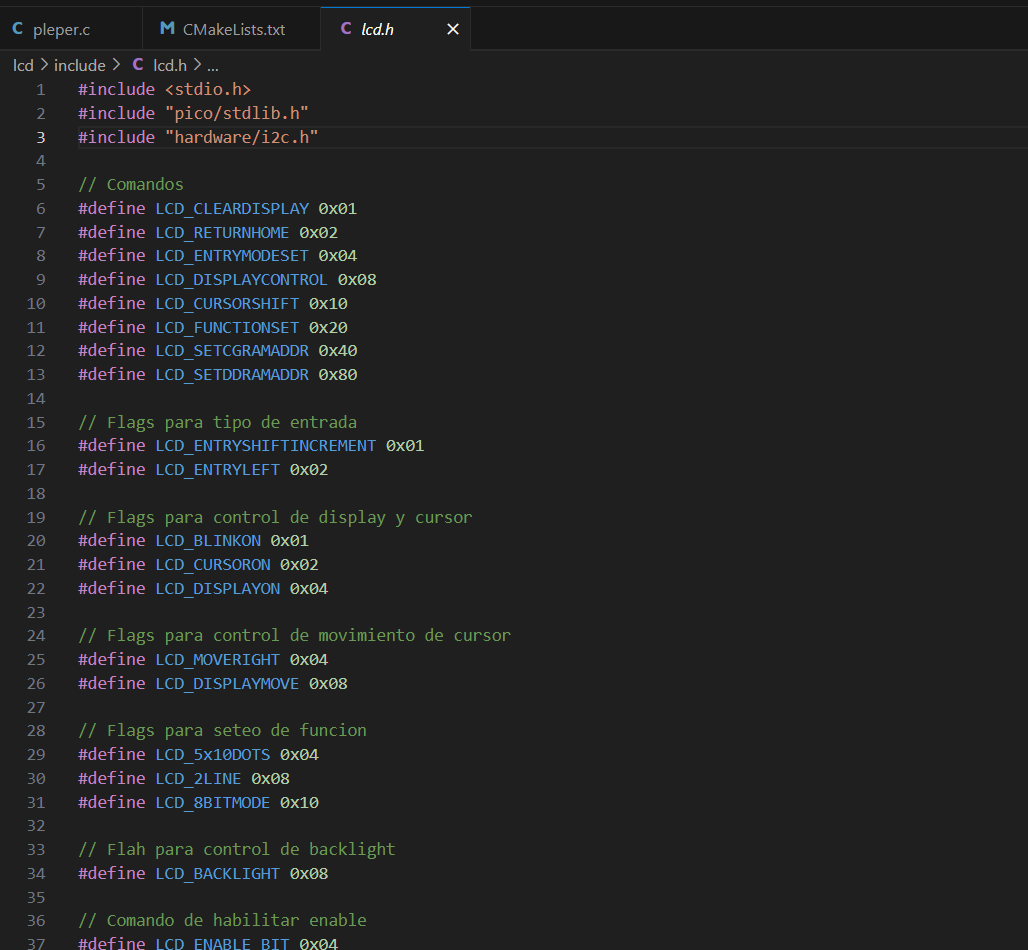 C pleper.c M CMakeLists.txt C lcd.h ×
lcd > include > C lcd.h > ...
1 #include <stdio.h>
2 #include "pico/stdlib.h"
3 #include "hardware/i2c.h"
4
5 // Comandos
6 #define LCD_CLEARDISPLAY 0x01
7 #define LCD_RETURNHOME 0x02
8 #define LCD_ENTRYMODESET 0x04
9 #define LCD_DISPLAYCONTROL 0x08
10 #define LCD_CURSORSHIFT 0x10
11 #define LCD_FUNCTIONSET 0x20
12 #define LCD_SETCGRAMADDR 0x40
13 #define LCD_SETDDRAMADDR 0x80
14
15 // Flags para tipo de entrada
16 #define LCD_ENTRYSHIFTINCREMENT 0x01
17 #define LCD_ENTRYLEFT 0x02
18
19 // Flags para control de display y cursor
20 #define LCD_BLINKON 0x01
21 #define LCD_CURSORON 0x02
22 #define LCD_DISPLAYON 0x04
23
24 // Flags para control de movimiento de cursor
25 #define LCD_MOVERIGHT 0x04
26 #define LCD_DISPLAYMOVE 0x08
27
28 // Flags para seteo de funcion
29 #define LCD_5x10DOTS 0x04
30 #define LCD_2LINE 0x08
31 #define LCD_8BITMODE 0x10
32
33 // Flah para control de backlight
34 #define LCD_BACKLIGHT 0x08
35
36 // Comando de habilitar enable
37 #define LCD_ENABLE_BIT 0x04